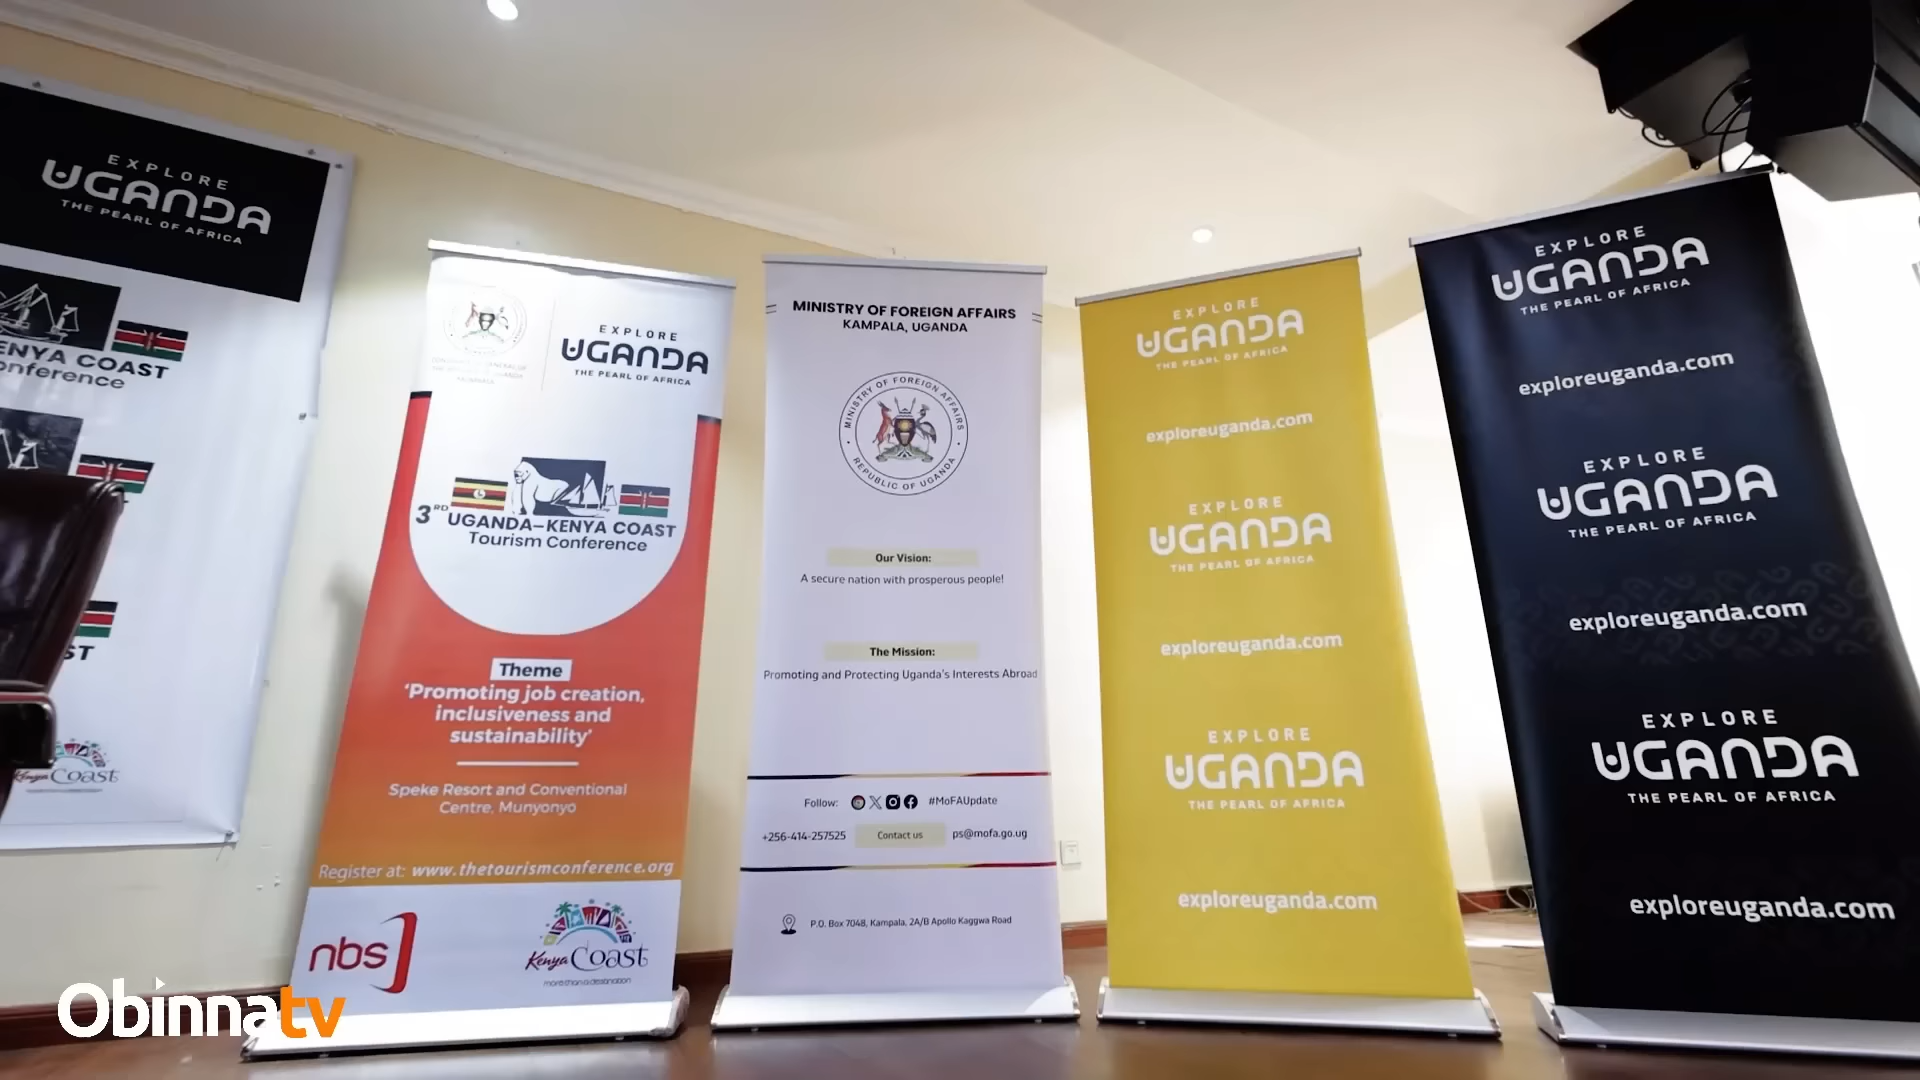 EXPLORE
UGANDA
THE PEARL OF AFRICA
ENYA COAST
onference
ST
Kenya Coast
EXPLORE
UGANDA
THE PEARL OF AFRICA
3RD UGANDA–KENYA COAST
Tourism Conference
Theme
‘Promoting job creation,
inclusiveness and
sustainability’
Speke Resort and Conventional
Centre, Munyonyo
Register at: www.thetourismconference.org
nbs
Kenya Coast
more than a destination
MINISTRY OF FOREIGN AFFAIRS
KAMPALA, UGANDA
MINISTRY OF FOREIGN AFFAIRS
REPUBLIC OF UGANDA
Our Vision:
A secure nation with prosperous people!
The Mission:
Promoting and Protecting Uganda's Interests Abroad
Follow: #MoFAUpdate
+256-414-257525 Contact us ps@mofa.go.ug
P.O. Box 7048, Kampala, 2A/B Apollo Kaggwa Road
EXPLORE
UGANDA
THE PEARL OF AFRICA
exploreuganda.com
EXPLORE
UGANDA
THE PEARL OF AFRICA
exploreuganda.com
EXPLORE
UGANDA
THE PEARL OF AFRICA
exploreuganda.com
EXPLORE
UGANDA
THE PEARL OF AFRICA
exploreuganda.com
EXPLORE
UGANDA
THE PEARL OF AFRICA
exploreuganda.com
EXPLORE
UGANDA
THE PEARL OF AFRICA
exploreuganda.com
Obinnatv